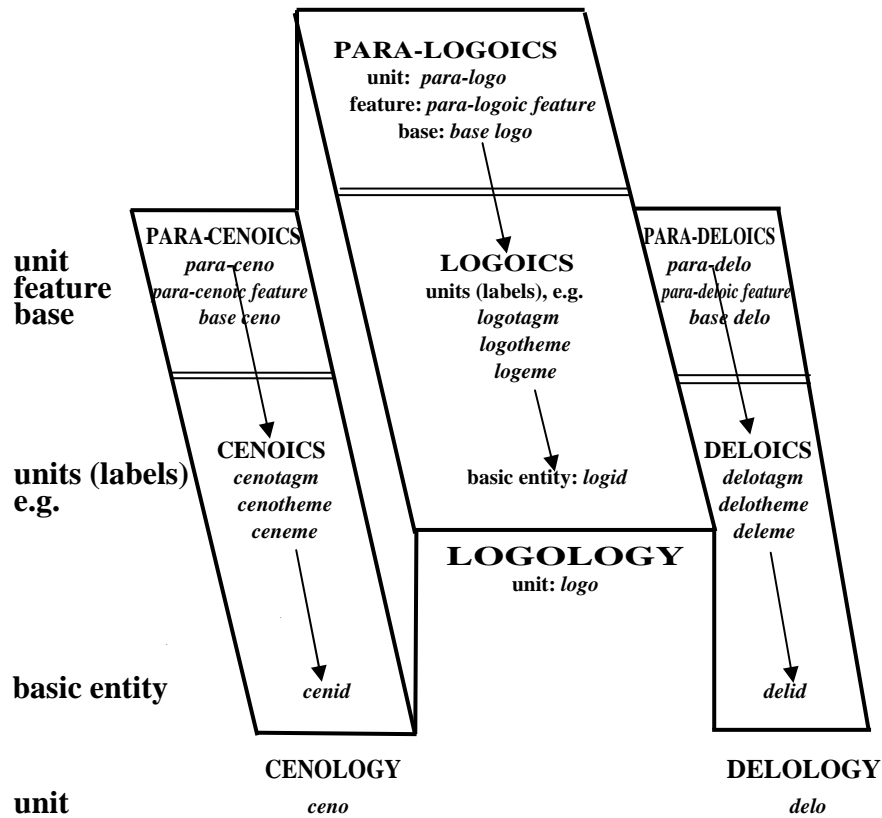 PARA-LOGOICS
unit: para-logo
feature: para-logoic feature
base: base logo
PARA-CENOICS
para-ceno
para-cenoic feature
base ceno
unit
feature
base
LOGOICS
units (labels), e.g.
logotagm
logotheme
logeme
basic entity: logid
PARA-DELOICS
para-delo
para-deloic feature
base delo
units (labels)
e.g.
CENOICS
cenotagm
cenotheme
ceneme
DELOICS
delotagm
delotheme
deleme
LOGOLOGY
unit: logo
basic entity
cenid
delid
CENOLOGY
DELOLOGY
unit
ceno
delo